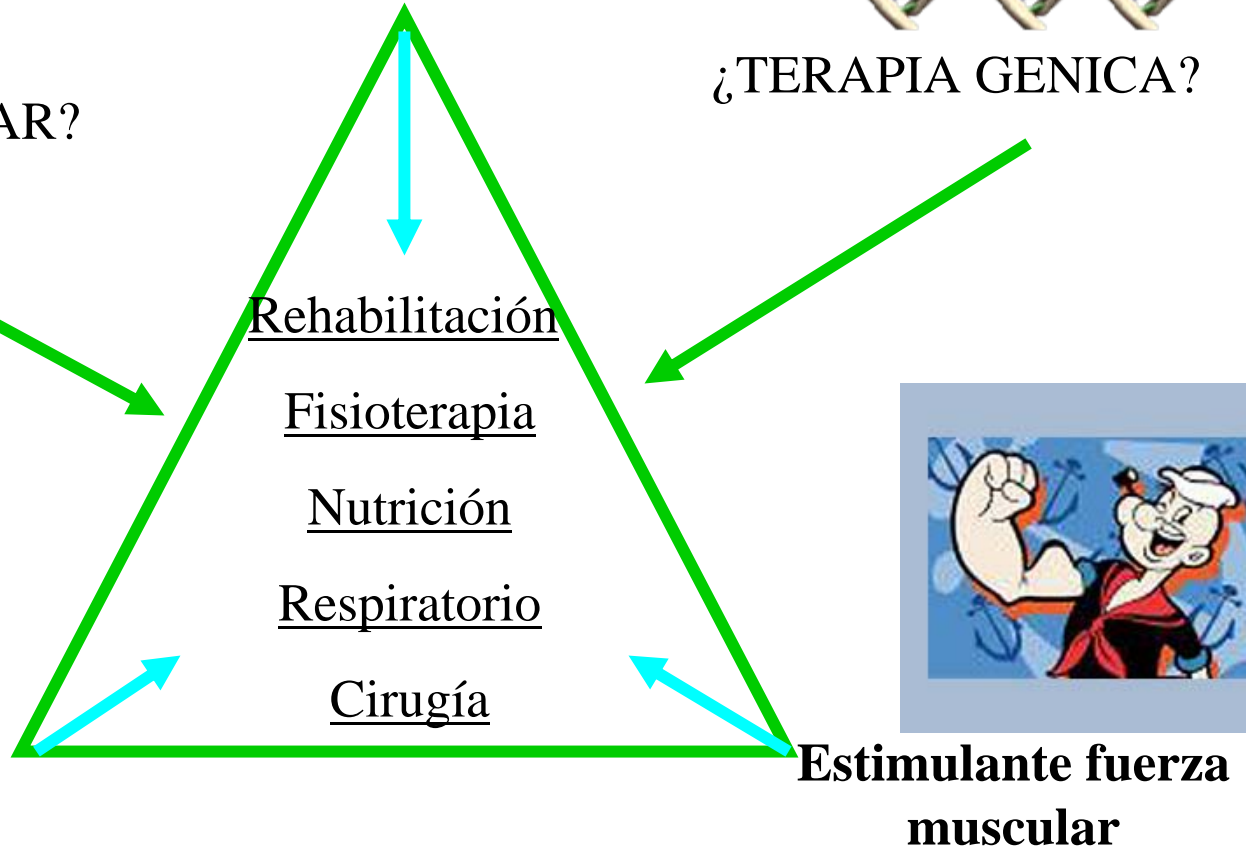 ¿TERAPIA GENICA?
AR?
Rehabilitación
Fisioterapia
Nutrición
Respiratorio
Cirugía
Estimulante fuerza
muscular